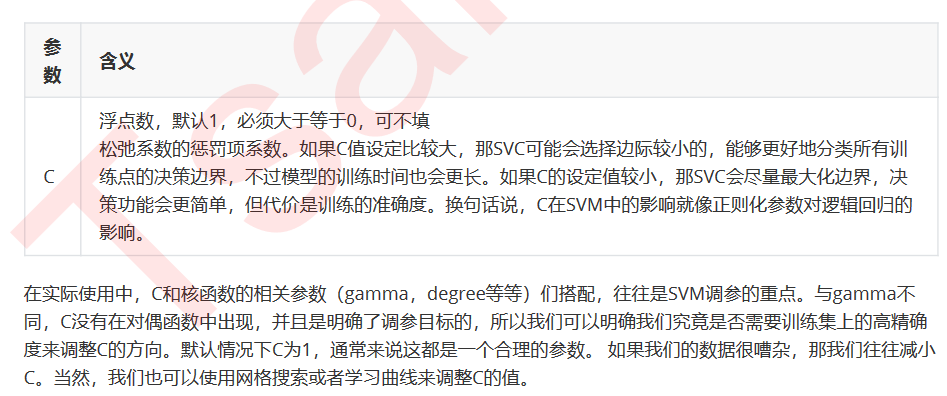 参
数
含义
C
浮点数，默认1，必须大于等于0，可不填
松弛系数的惩罚项系数。如果C值设定比较大，那SVC可能会选择边际较小的，能够更好地分类所有训
练点的决策边界，不过模型的训练时间也会更长。如果C的设定值较小，那SVC会尽量最大化边界，决
策功能会更简单，但代价是训练的准确度。换句话说，C在SVM中的影响就像正则化参数对逻辑回归的
影响。
在实际使用中，C和核函数的相关参数（gamma，degree等等）们搭配，往往是SVM调参的重点。与gamma不
同，C没有在对偶函数中出现，并且是明确了调参目标的，所以我们可以明确我们究竟是否需要训练集上的高精确
度来调整C的方向。默认情况下C为1，通常来说这都是一个合理的参数。 如果我们的数据很嘈杂，那我们往往减小
C。当然，我们也可以使用网格搜索或者学习曲线来调整C的值。
Tsai